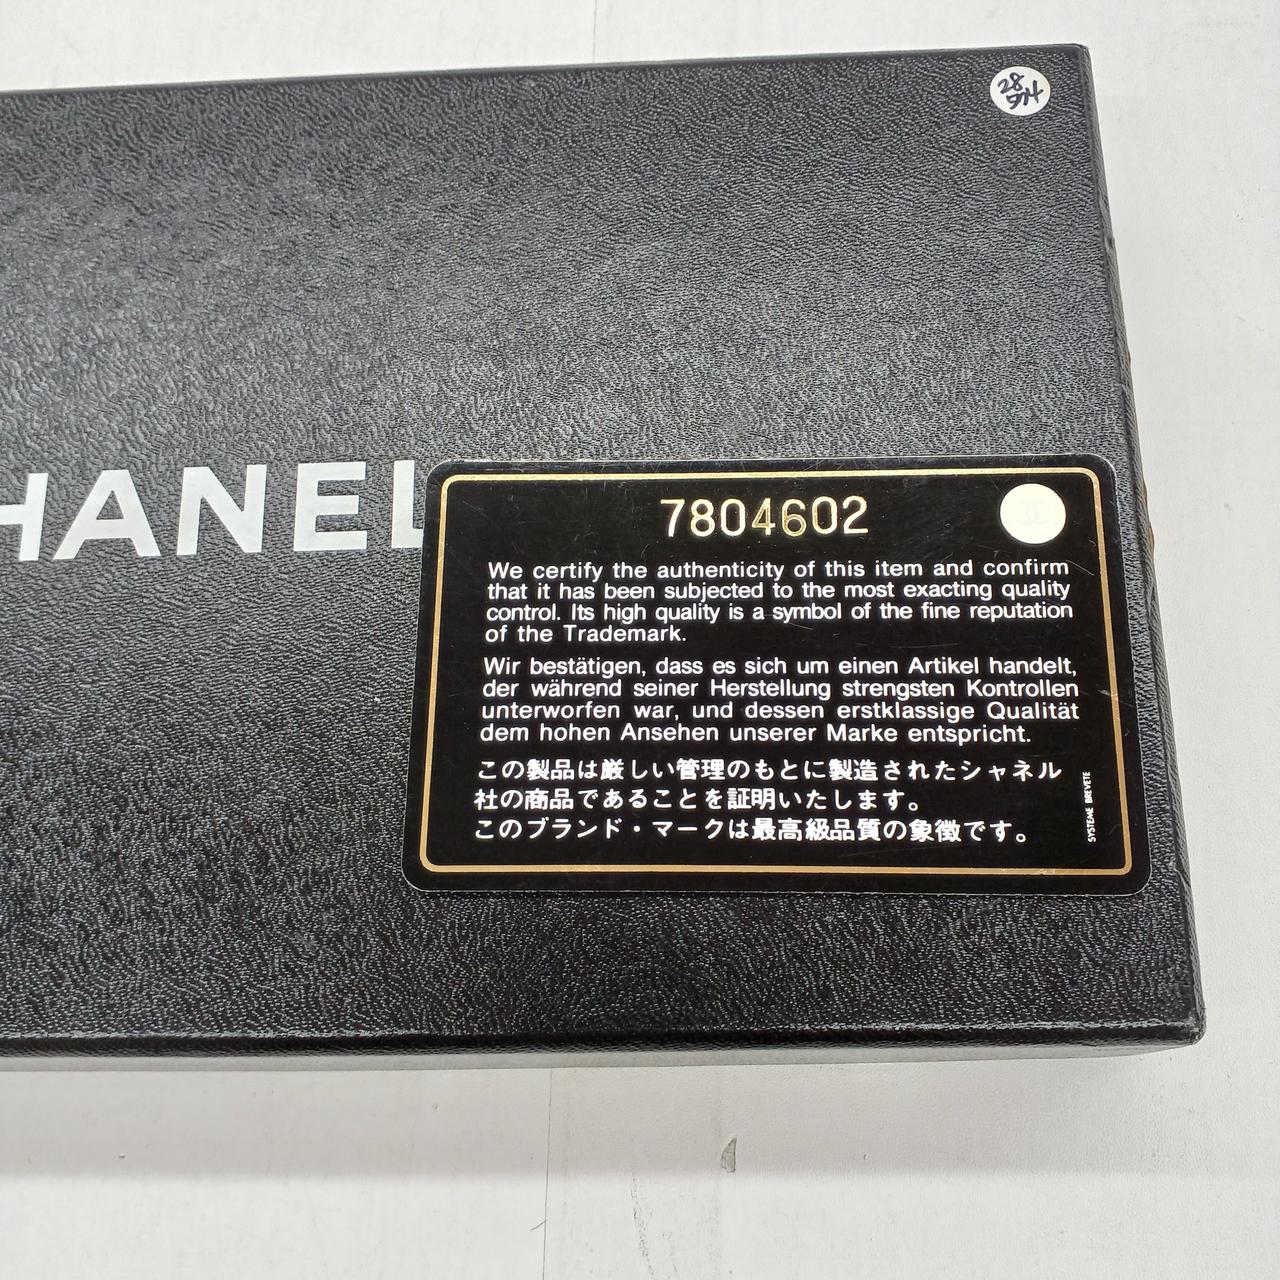 28
HANEL
7804602
We certify the authenticity of this item and confirm
that it has been subjected to the most exacting quality
control. Its high quality is a symbol of the fine reputation
of the Trademark.
Wir bestätigen, dass es sich um einen Artikel handelt,
der während seiner Herstellung strengsten Kontrollen
unterworfen war, und dessen erstklassige Qualität
dem hohen Ansehen unserer Marke entspricht.
この製品は厳しい管理のもとに製造されたシャネル
社の商品であることを証明いたします。
このブランド・マークは最高級品質の象徴です。
SYSTEME BREVETE